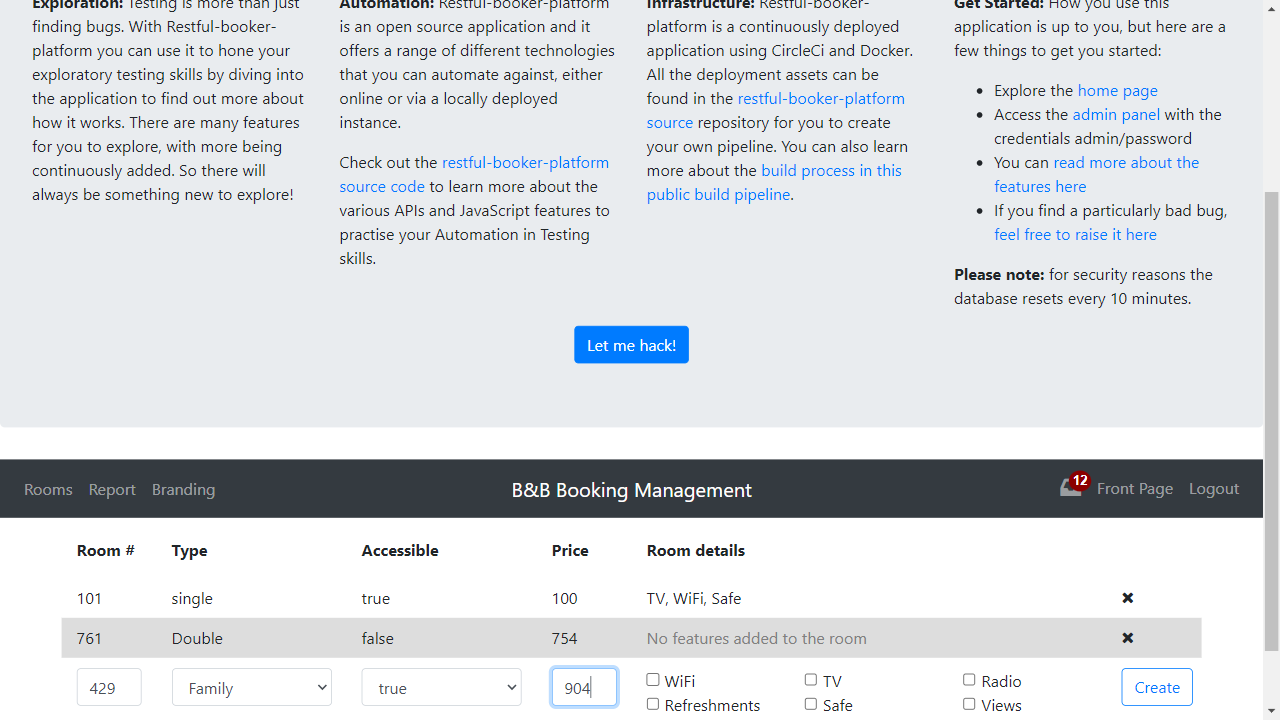 Exploration: Testing is more than just
finding bugs. With Restful-booker-
platform you can use it to hone your
exploratory testing skills by diving into
the application to find out more about
how it works. There are many features
for you to explore, with more being
continuously added. So there will
always be something new to explore!
Automation: Restful-booker-platform
is an open source application and it
offers a range of different technologies
that you can automate against, either
online or via a locally deployed
instance.
Check out the restful-booker-platform
source code to learn more about the
various APIs and JavaScript features to
practise your Automation in Testing
skills.
Infrastructure: Restful-booker-
platform is a continuously deployed
application using CircleCi and Docker.
All the deployment assets can be
found in the restful-booker-platform
source repository for you to create
your own pipeline. You can also learn
more about the build process in this
public build pipeline.
Get Started: How you use this
application is up to you, but here are a
few things to get you started:
Explore the home page
Access the admin panel with the
credentials admin/password
You can read more about the
features here
If you find a particularly bad bug,
feel free to raise it here
Please note: for security reasons the
database resets every 10 minutes.
Let me hack!
Rooms Report Branding B&B Booking Management 12 Front Page Logout
Room # Type Accessible Price Room details
101 single true 100 TV, WiFi, Safe
761 Double false 754 No features added to the room
429 Family true 904 WiFi TV Radio Create
Refreshments Safe Views